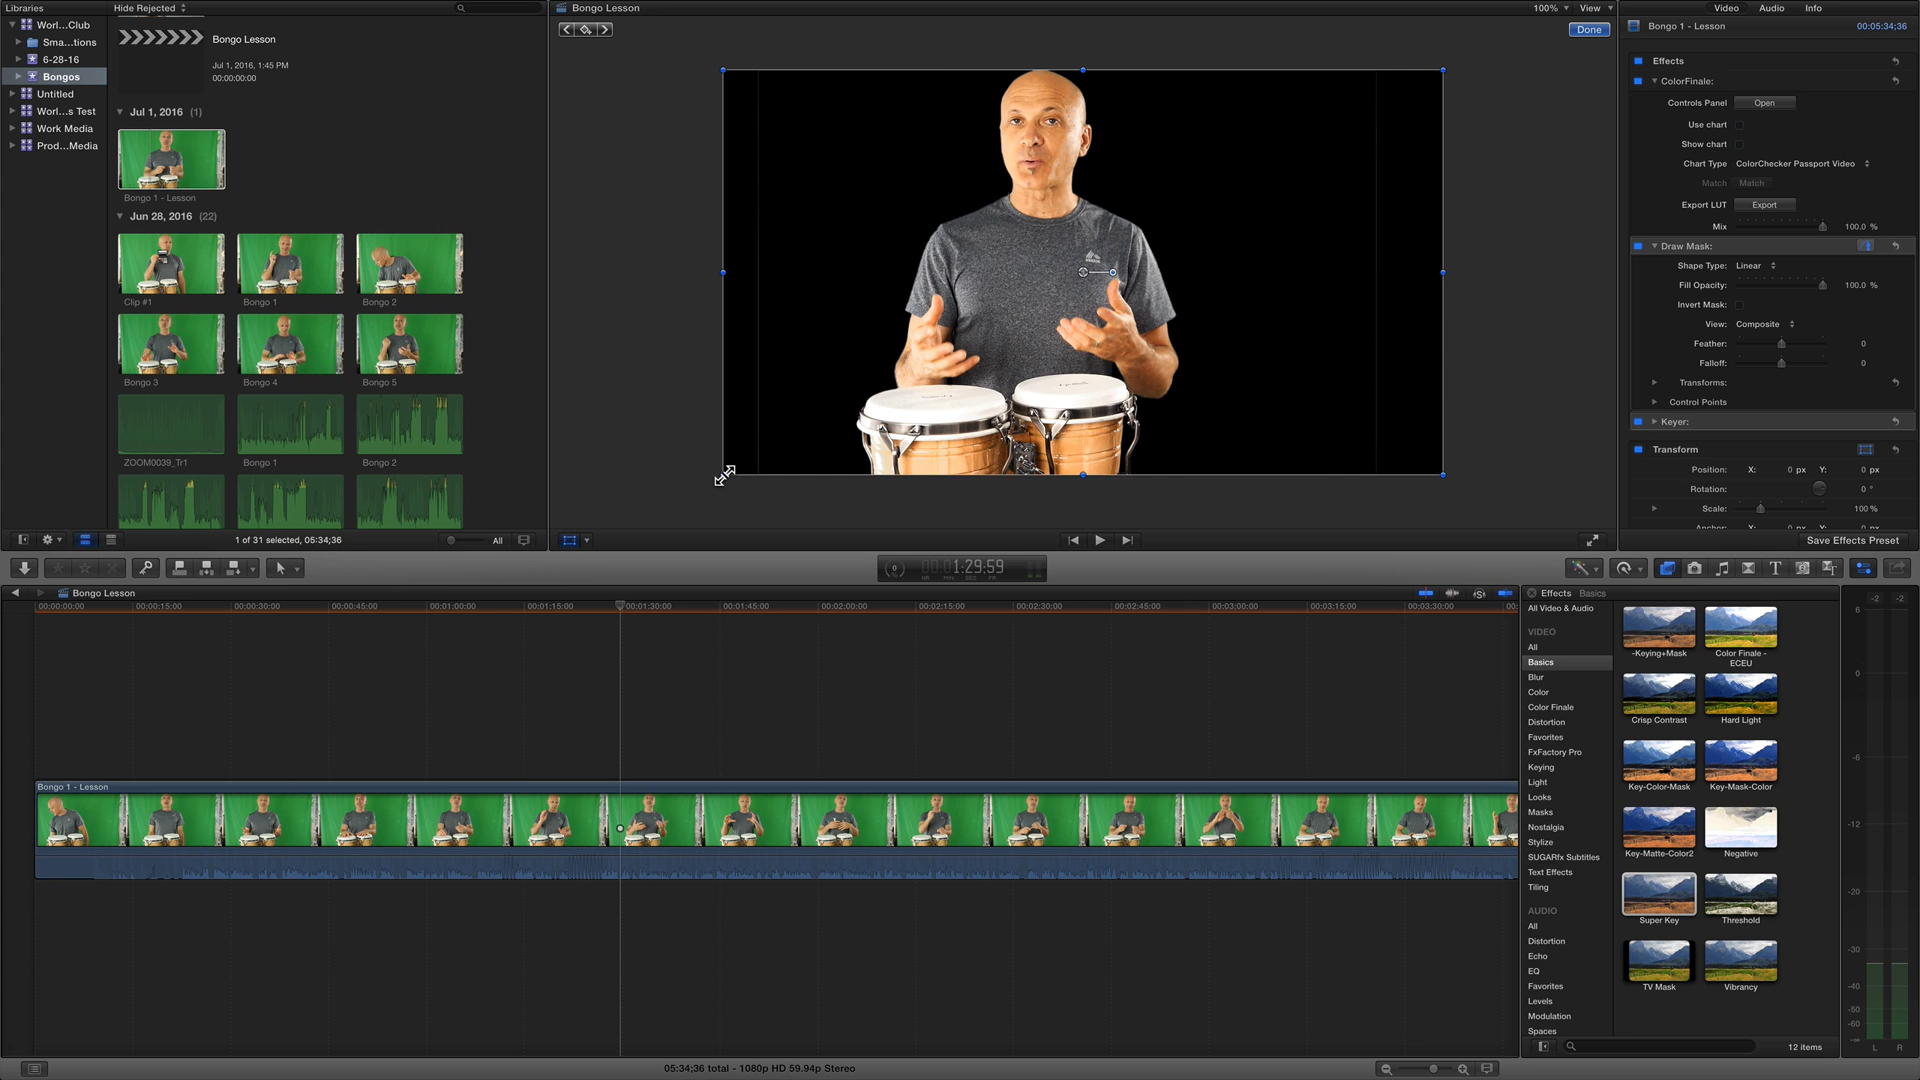 Libraries
Hide Rejected
Worl...Club
Sma...tions
6-28-16
Bongos
Untitled
Worl...s Test
Work Media
Prod...Media
Bongo Lesson
Jul 1, 2016, 1:45 PM
00:00:00:00
Jul 1, 2016 (1)
Bongo 1 - Lesson
Jun 28, 2016 (22)
Clip #1
Bongo 1
Bongo 2
Bongo 3
Bongo 4
Bongo 5
ZOOM0039_Tr1
Bongo 1
Bongo 2
1 of 31 selected, 05:34;36
All
Bongo Lesson
100%
View
Done
Video
Audio
Info
Bongo 1 - Lesson
00:05:34;36
Effects
ColorFinale:
Controls Panel
Open
Use chart
Show chart
Chart Type
ColorChecker Passport Video
Match
Match
Export LUT
Export
Mix
100.0 %
Draw Mask:
Shape Type:
Linear
Fill Opacity:
100.0 %
Invert Mask:
View:
Composite
Feather:
0
Falloff:
0
Transforms:
Control Points
Keyer:
Transform
Position:
X:
0 px
Y:
0 px
Rotation:
0 °
Scale:
100 %
Save Effects Preset
0
1:29:59
HR MIN SEC FR
Bongo Lesson
00:00:00:00
00:00:15:00
00:00:30:00
00:00:45:00
00:01:00:00
00:01:15:00
00:01:30:00
00:01:45:00
00:02:00:00
00:02:15:00
00:02:30:00
00:02:45:00
00:03:00:00
00:03:15:00
00:03:30:00
Bongo 1 - Lesson
Effects
Basics
All Video & Audio
VIDEO
All
Basics
Blur
Color
Color Finale
Distortion
Favorites
FxFactory Pro
Keying
Light
Looks
Masks
Nostalgia
Stylize
SUGARfx Subtitles
Text Effects
Tiling
AUDIO
All
Distortion
Echo
EQ
Favorites
Levels
Modulation
Spaces
-Keying+Mask
Color Finale - ECEU
Crisp Contrast
Hard Light
Key-Color-Mask
Key-Mask-Color
Key-Matte-Color2
Negative
Super Key
Threshold
TV Mask
Vibrancy
12 items
-2
-2
6
0
-6
-12
-20
-30
-40
-50
-60
-∞
L
R
05:34;36 total - 1080p HD 59.94p Stereo